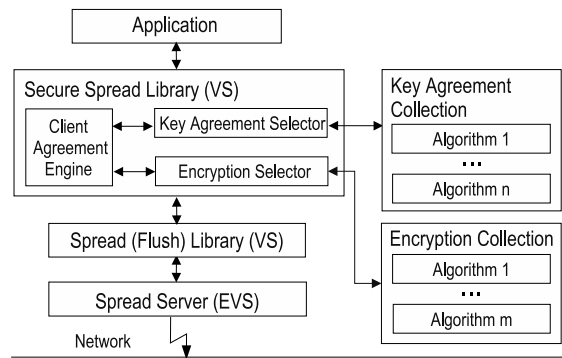 Application
Secure Spread Library (VS)
Client
Agreement
Engine
Key Agreement Selector
Encryption Selector
Spread (Flush) Library (VS)
Spread Server (EVS)
Network
Key Agreement
Collection
Algorithm 1
...
Algorithm n
Encryption Collection
Algorithm 1
...
Algorithm m